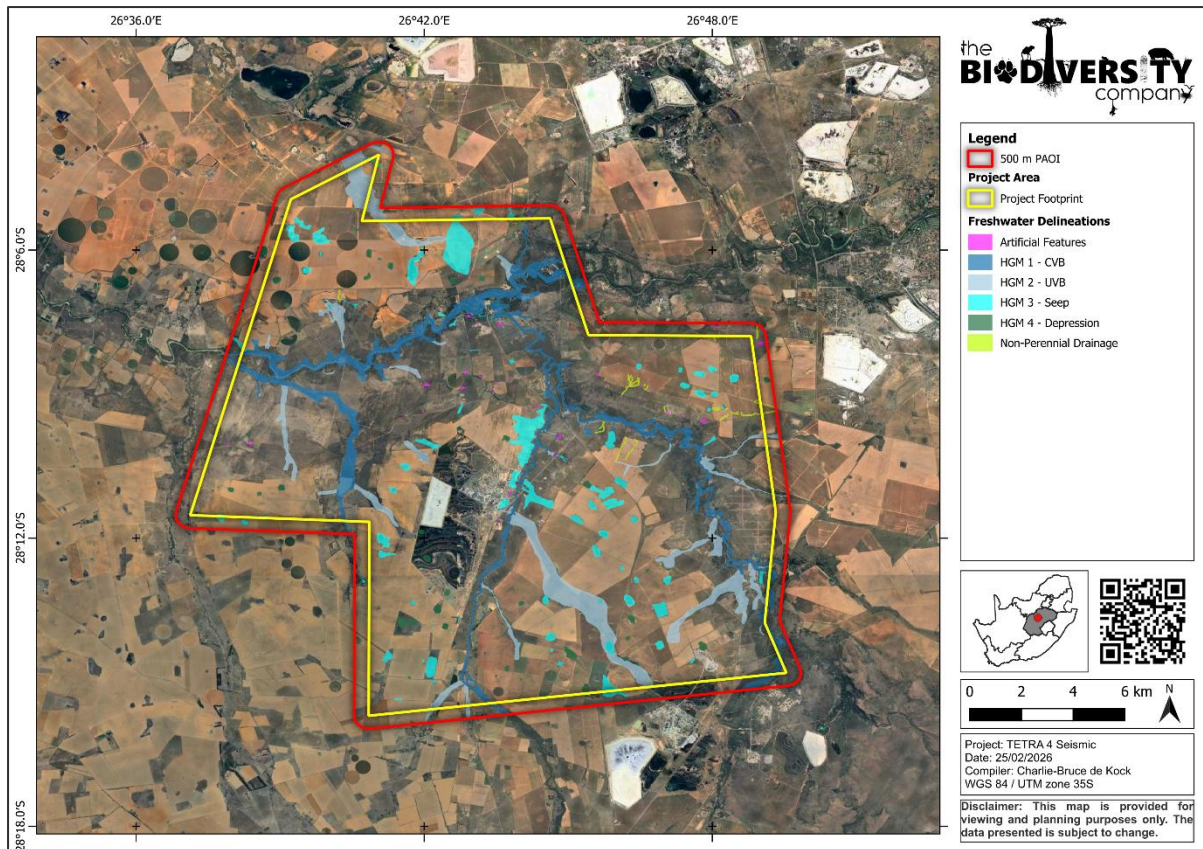 26°36.0'E 26°42.0'E 26°48.0'E
28°6.0'S
28°12.0'S
28°18.0'S
the
BIODIVERSITY
company
Legend
500 m PAOI
Project Area
Project Footprint
Freshwater Delineations
Artificial Features
HGM 1 - CVB
HGM 2 - UVB
HGM 3 - Seep
HGM 4 - Depression
Non-Perennial Drainage
0 2 4 6 km
N
Project: TETRA 4 Seismic
Date: 25/02/2026
Compiler: Charlie-Bruce de Kock
WGS 84 / UTM zone 35S
Disclaimer: This map is provided for
viewing and planning purposes only. The
data presented is subject to change.